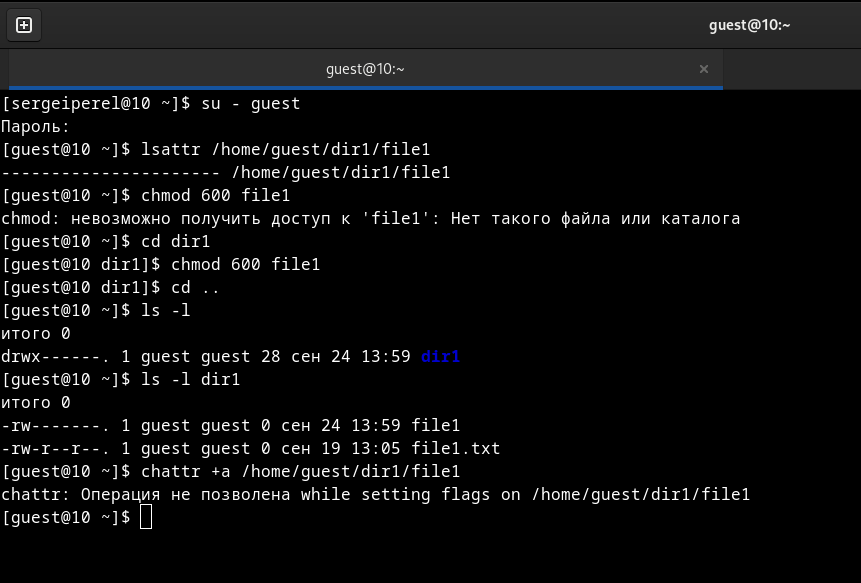 guest@10:~
guest@10:~ ×
[sergeiperel@10 ~]$ su - guest
Пароль:
[guest@10 ~]$ lsattr /home/guest/dir1/file1
---------------------- /home/guest/dir1/file1
[guest@10 ~]$ chmod 600 file1
chmod: невозможно получить доступ к 'file1': Нет такого файла или каталога
[guest@10 ~]$ cd dir1
[guest@10 dir1]$ chmod 600 file1
[guest@10 dir1]$ cd ..
[guest@10 ~]$ ls -l
итого 0
drwx------. 1 guest guest 28 сен 24 13:59 dir1
[guest@10 ~]$ ls -l dir1
итого 0
-rw-------. 1 guest guest 0 сен 24 13:59 file1
-rw-r--r--. 1 guest guest 0 сен 19 13:05 file1.txt
[guest@10 ~]$ chattr +a /home/guest/dir1/file1
chattr: Операция не позволена while setting flags on /home/guest/dir1/file1
[guest@10 ~]$